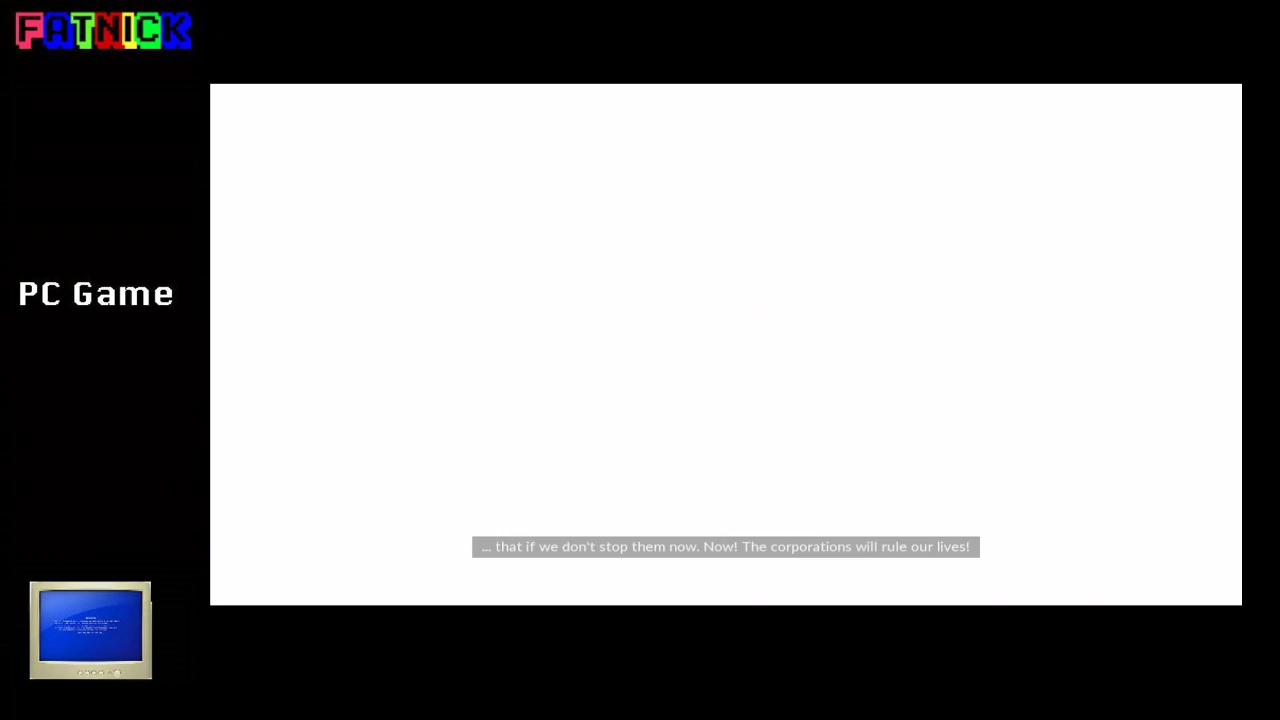 FATNICK
PC Game
... that if we don't stop them now. Now! The corporations will rule our lives!